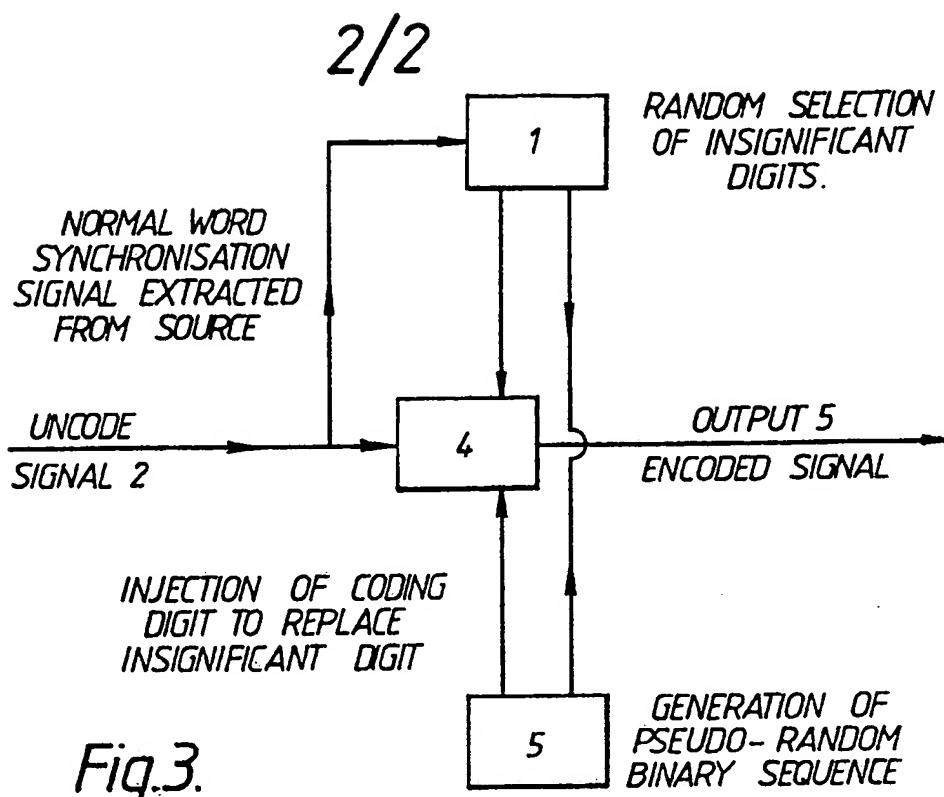 2/2
1
RANDOM SELECTION
OF INSIGNIFICANT
DIGITS.
NORMAL WORD
SYNCHRONISATION
SIGNAL EXTRACTED
FROM SOURCE
UNCODE
SIGNAL 2
4
OUTPUT 5
ENCODED SIGNAL
INJECTION OF CODING
DIGIT TO REPLACE
INSIGNIFICANT DIGIT
5
GENERATION OF
PSEUDO-RANDOM
BINARY SEQUENCE
Fig.3.